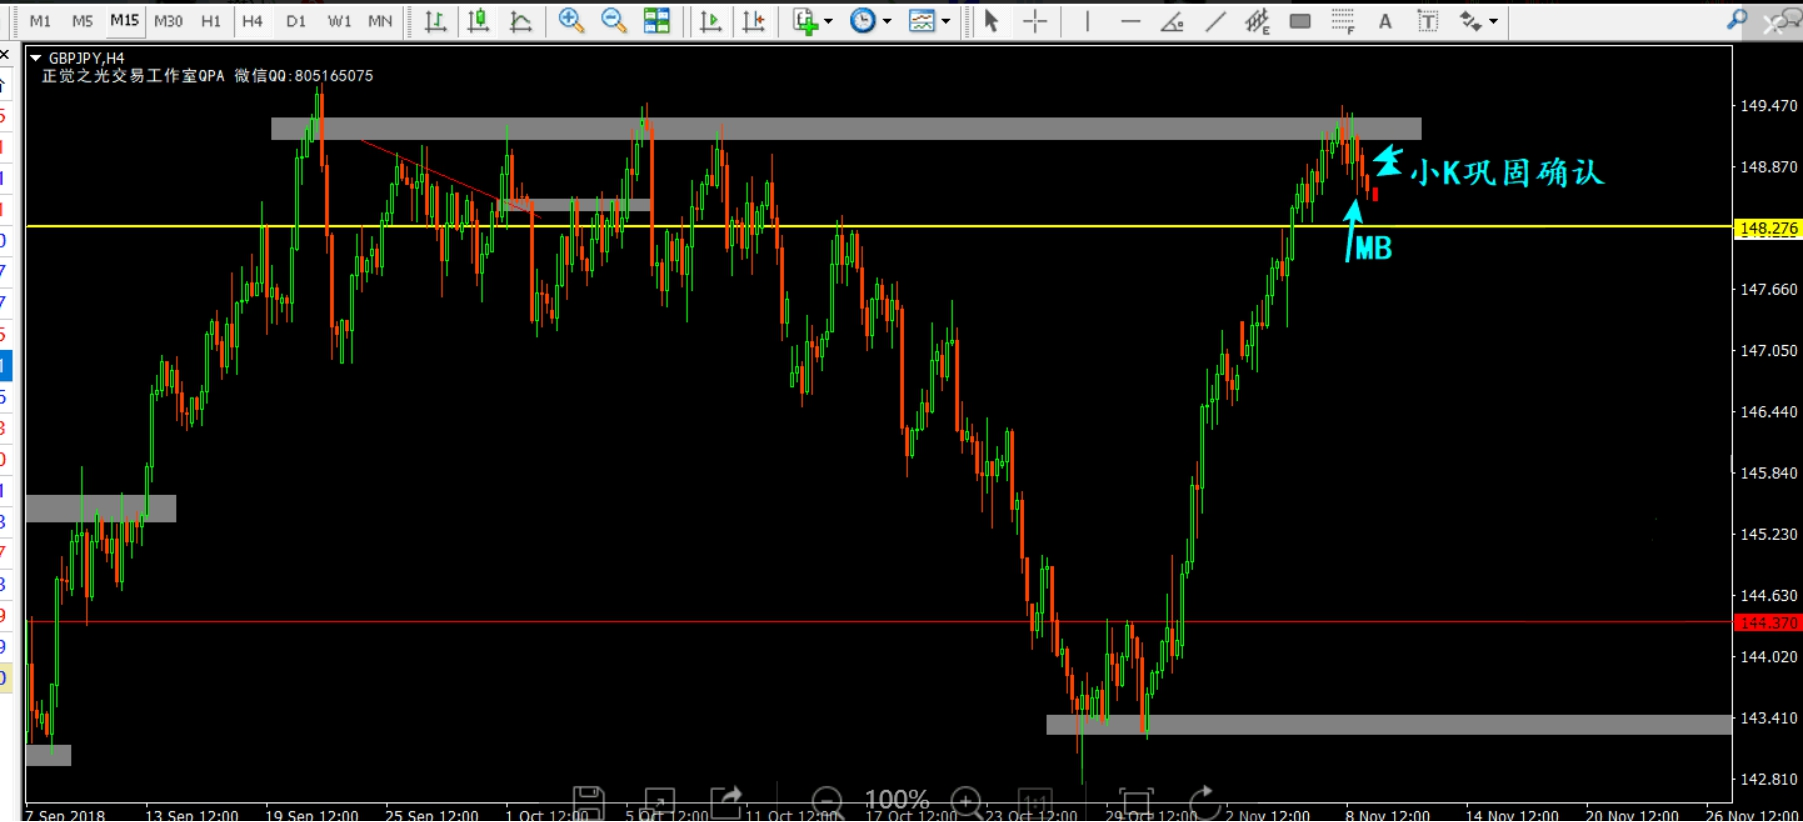 M1 M5 M15 M30 H1 H4 D1 W1 MN
GBPJPY,H4
正觉之光交易工作室QPA 微信QQ:805165075
149.470
148.870
小K巩固确认
148.276
MB
147.660
147.050
146.440
145.840
145.230
144.630
144.370
144.020
143.410
142.810
100%
7 Sep 2018 13 Sep 12:00 19 Sep 12:00 25 Sep 12:00 1 Oct 12:00 5 Oct 12:00 11 Oct 12:00 17 Oct 12:00 23 Oct 12:00 29 Oct 12:00 2 Nov 12:00 8 Nov 12:00 14 Nov 12:00 20 Nov 12:00 26 Nov 12:00